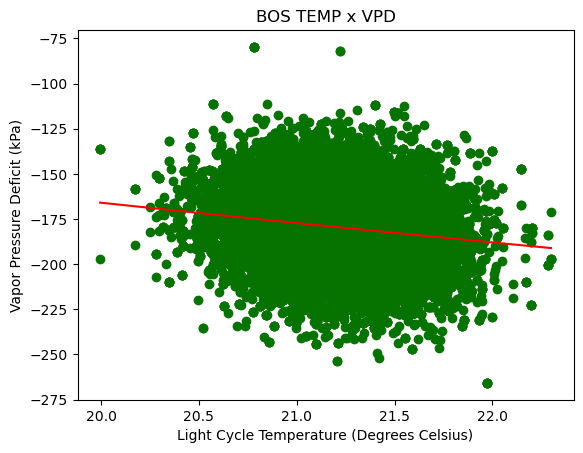 BOS TEMP x VPD
−75
−100
−125
−150
−175
−200
−225
−250
−275
Vapor Pressure Deficit (kPa)
20.0 20.5 21.0 21.5 22.0
Light Cycle Temperature (Degrees Celsius)